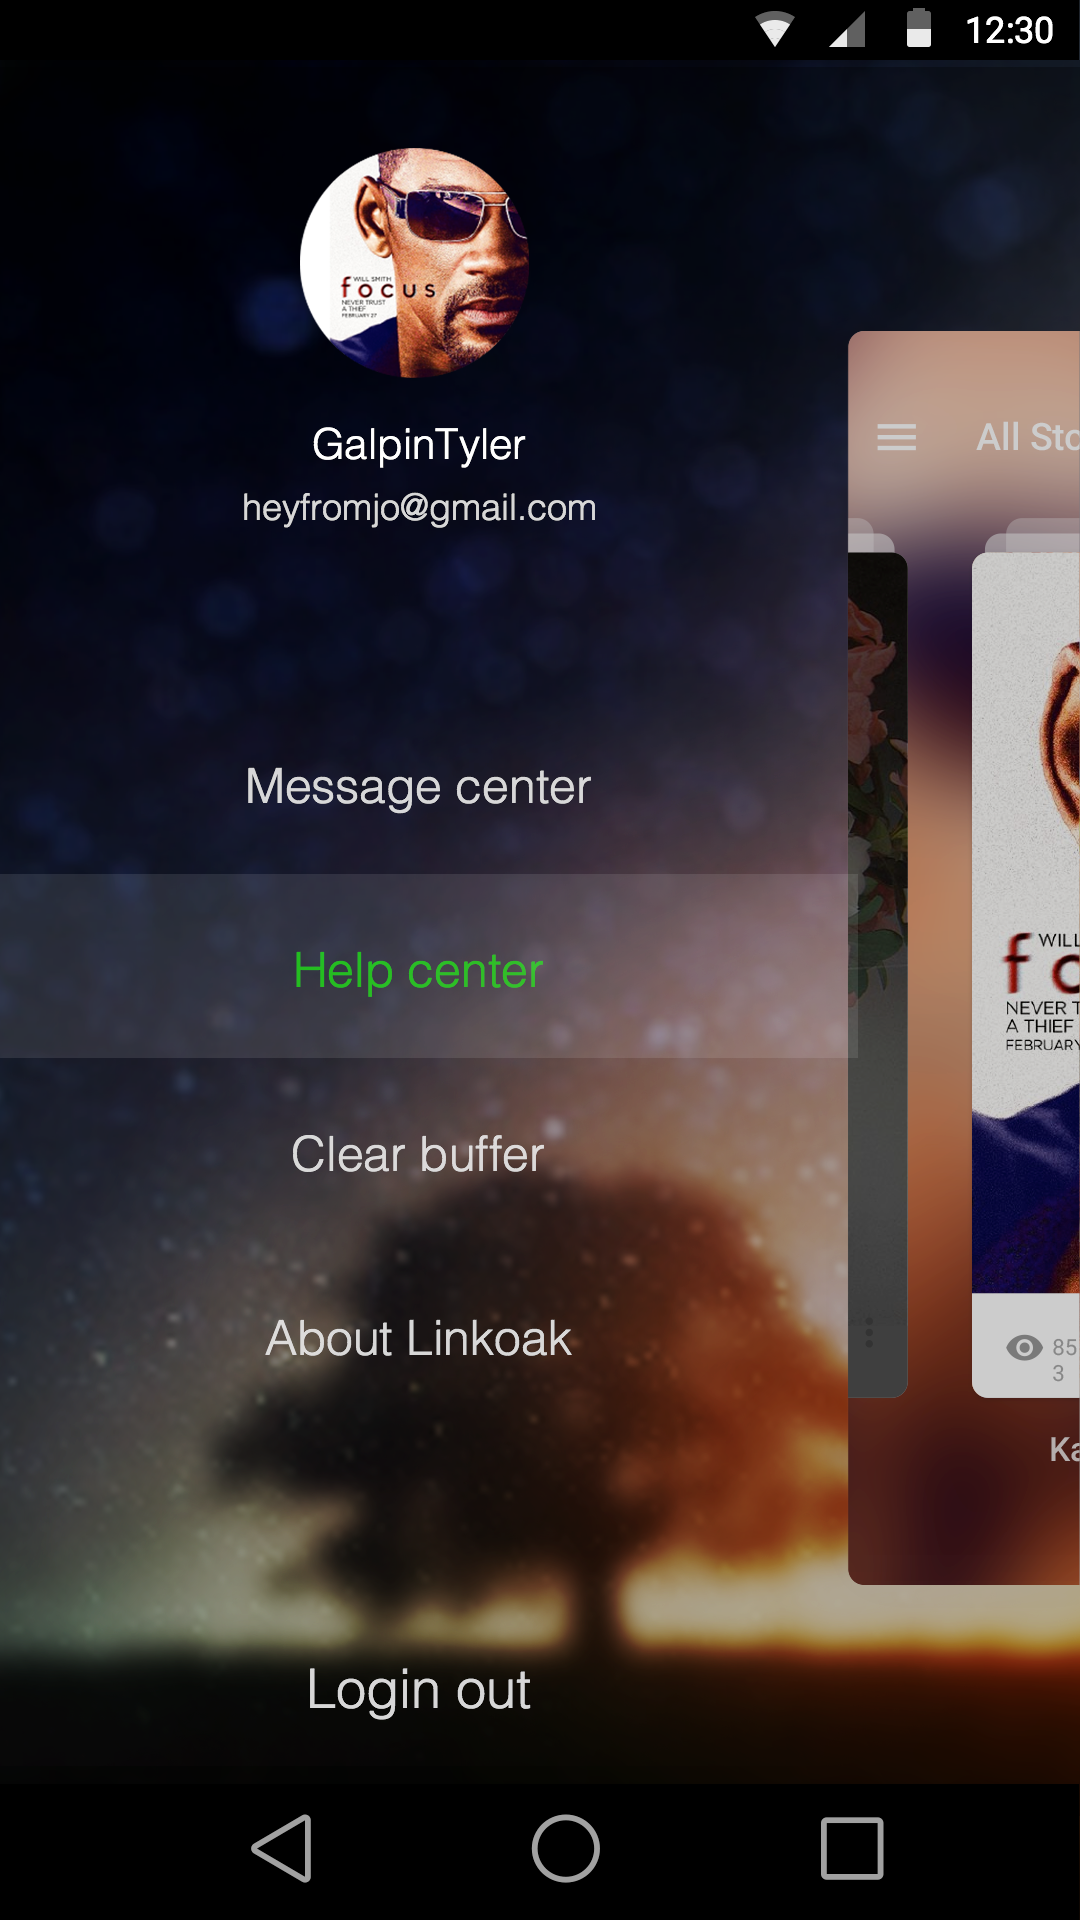 12:30
WILL SMITH
focus
NEVER TRUST
A THIEF
FEBRUARY 27
GalpinTyler
heyfromjo@gmail.com
All Sto
Message center
Help center
WILL
fo
NEVER T
A THIEF
FEBRUARY
Clear buffer
About Linkoak
85
3
Ka
Login out